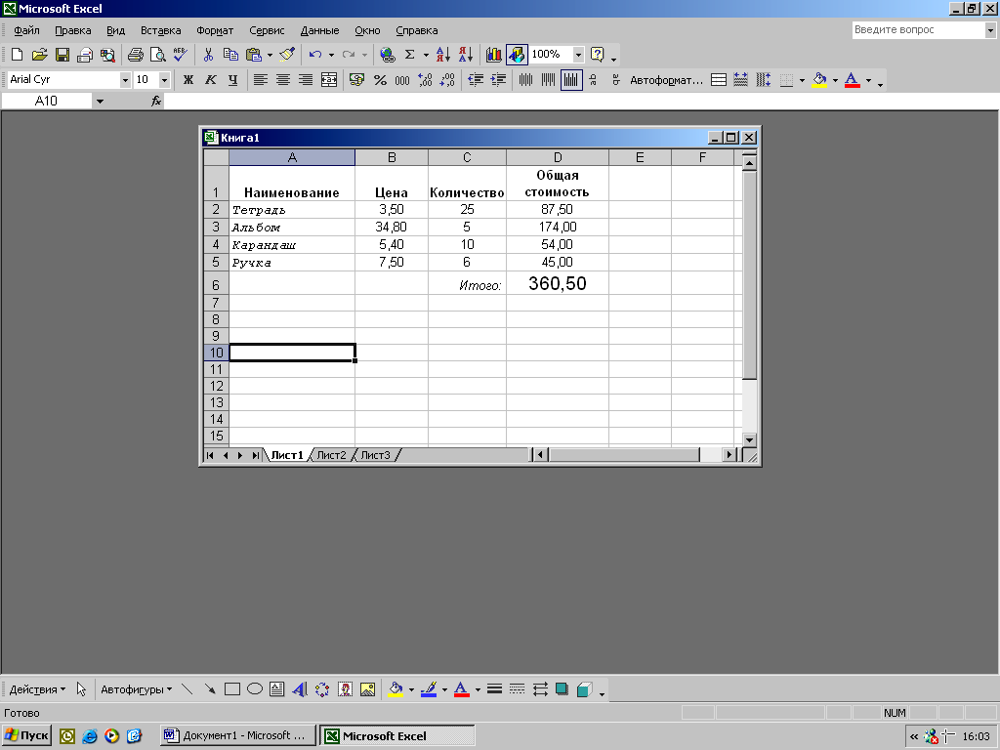 Microsoft Excel
Файл Правка Вид Вставка Формат Сервис Данные Окно Справка Введите вопрос
ABC Σ А Я Я А 100% ?
Arial Cyr 10 Ж К Ч % 000 Автоформат... А
A10 fx
Книга1
A B C D E F
1 Наименование Цена Количество Общая стоимость
2 Тетрадь 3,50 25 87,50
3 Альбом 34,80 5 174,00
4 Карандаш 5,40 10 54,00
5 Ручка 7,50 6 45,00
6 Итого: 360,50
7
8
9
10
11
12
13
14
15
Лист1 Лист2 Лист3
Действия Автофигуры А
Готово NUM
Пуск Документ1 - Microsoft ... Microsoft Excel « 16:03